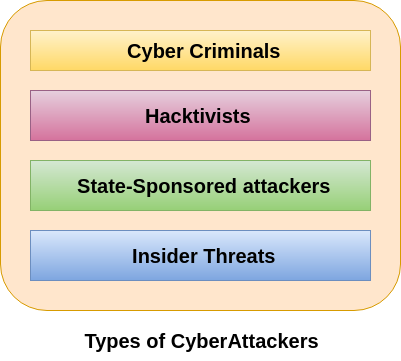 Cyber Criminals
Hacktivists
State-Sponsored attackers
Insider Threats
Types of CyberAttackers